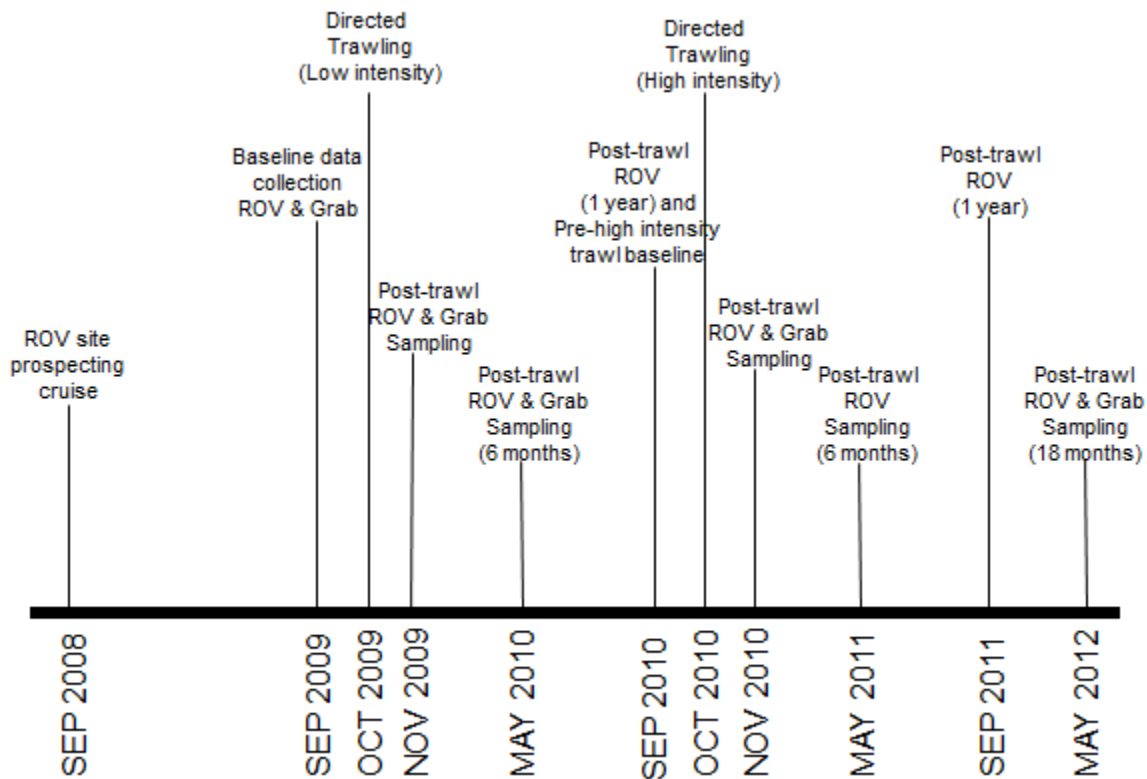 ROV site
prospecting
cruise
Baseline data
collection
ROV & Grab
Directed
Trawling
(Low intensity)
Post-trawl
ROV & Grab
Sampling
Post-trawl
ROV & Grab
Sampling
(6 months)
Post-trawl
ROV
(1 year) and
Pre-high intensity
trawl baseline
Directed
Trawling
(High intensity)
Post-trawl
ROV & Grab
Sampling
Post-trawl
ROV
Sampling
(6 months)
Post-trawl
ROV
(1 year)
Post-trawl
ROV & Grab
Sampling
(18 months)
SEP 2008
SEP 2009
OCT 2009
NOV 2009
MAY 2010
SEP 2010
OCT 2010
NOV 2010
MAY 2011
SEP 2011
MAY 2012